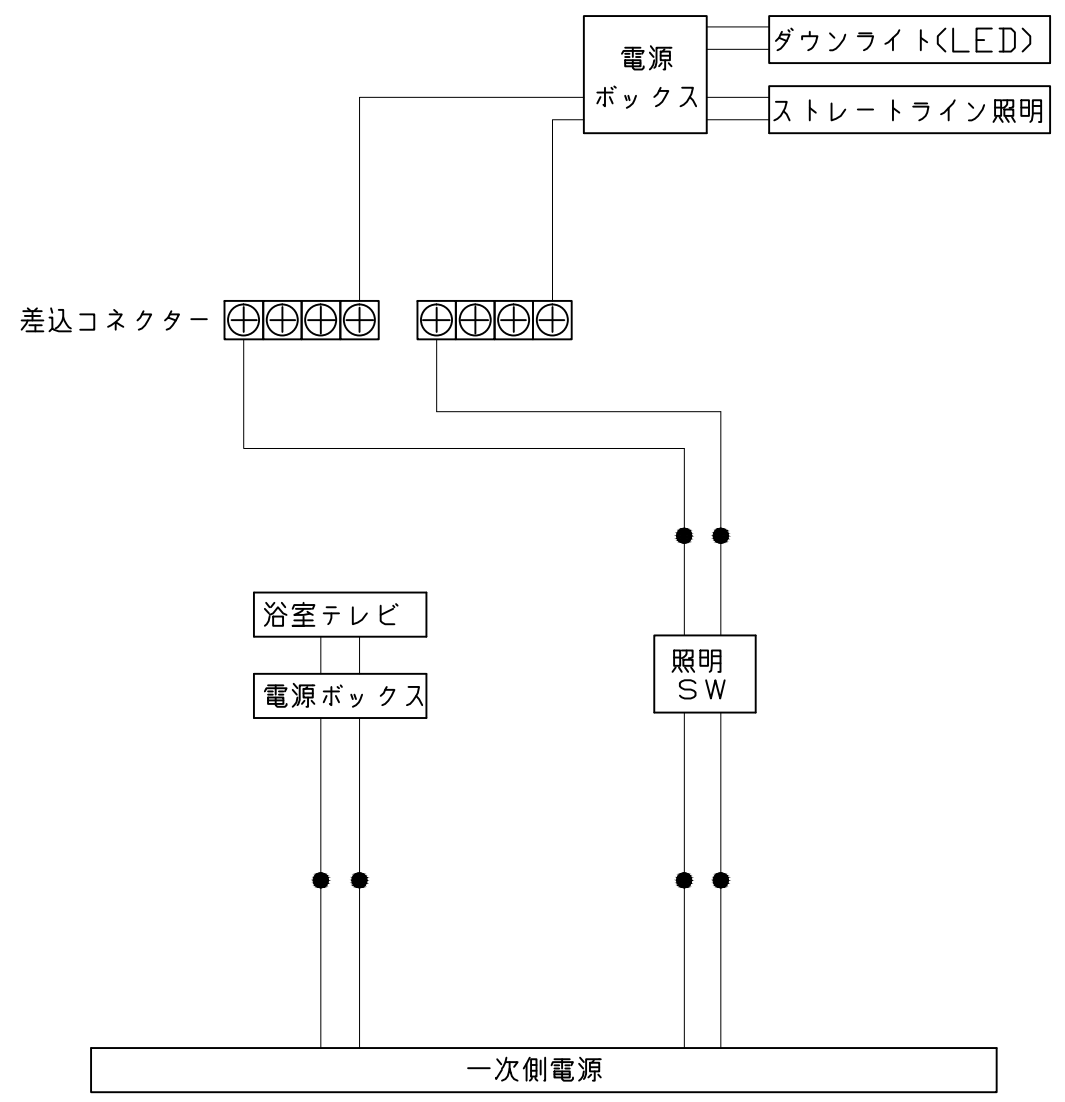 電源
ボックス
ダウンライト(LED)
ストレートライン照明
差込コネクター
浴室テレビ
電源ボックス
照明
SW
一次側電源